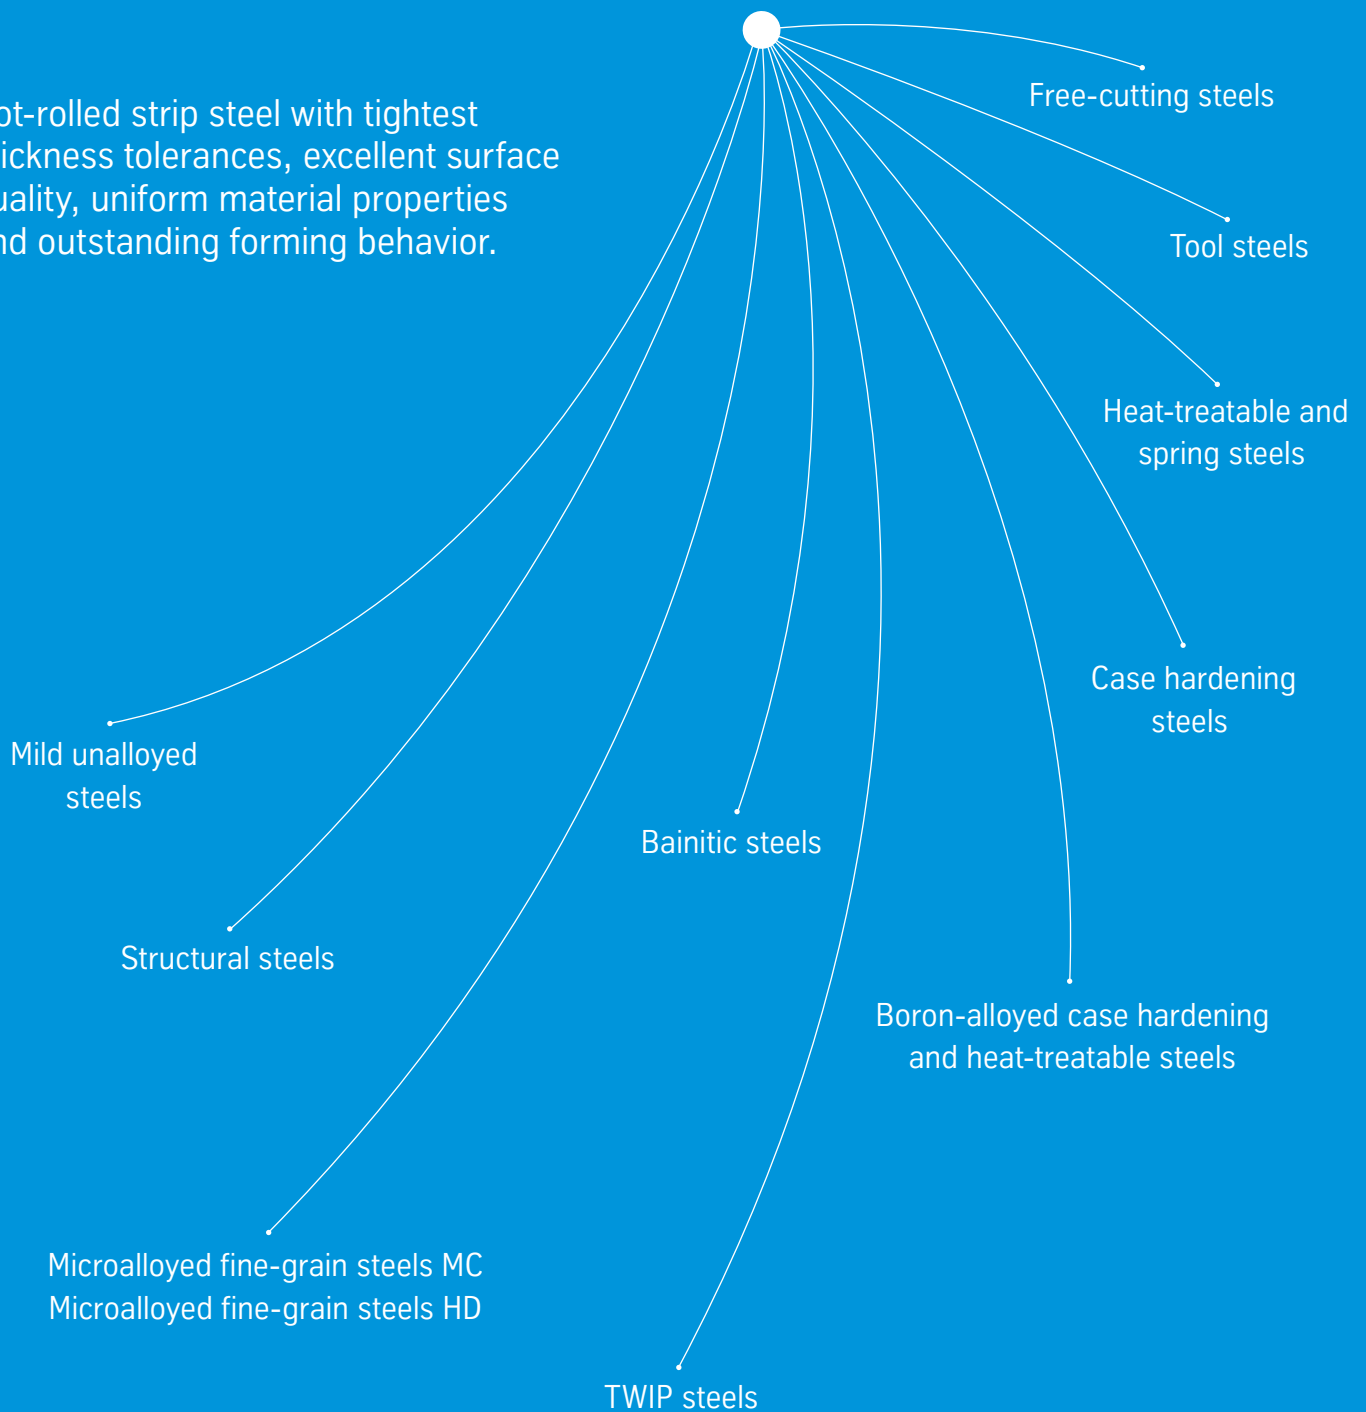 Free-cutting steels
ot-rolled strip steel with tightest
ickness tolerances, excellent surface
uality, uniform material properties
nd outstanding forming behavior.
Tool steels
Heat-treatable and
spring steels
Case hardening
steels
Mild unalloyed
steels
Bainitic steels
Structural steels
Boron-alloyed case hardening
and heat-treatable steels
Microalloyed fine-grain steels MC
Microalloyed fine-grain steels HD
TWIP steels